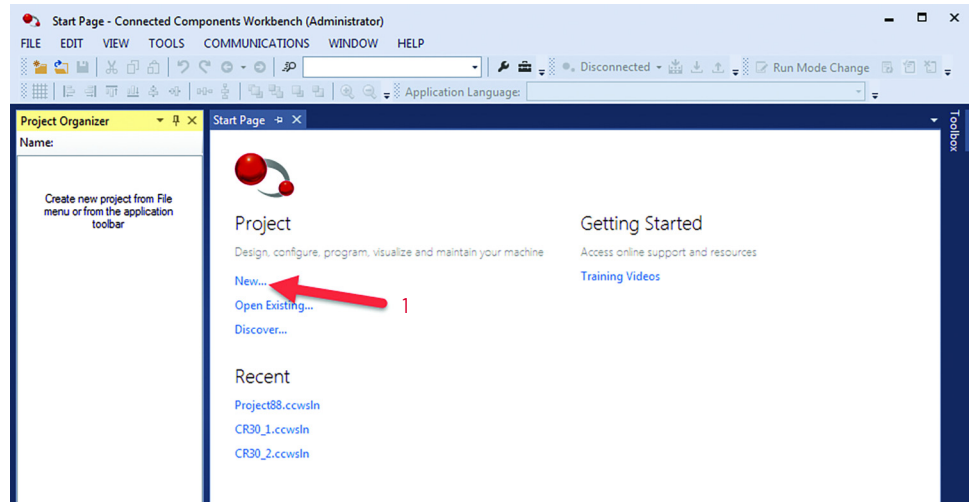 Start Page - Connected Components Workbench (Administrator)
FILE EDIT VIEW TOOLS COMMUNICATIONS WINDOW HELP
Disconnected
Run Mode Change
Application Language:
Project Organizer
Start Page
Toolbox
Name:
Create new project from File
menu or from the application
toolbar
Project
Design, configure, program, visualize and maintain your machine
New...
1
Open Existing...
Discover...
Getting Started
Access online support and resources
Training Videos
Recent
Project88.ccwsln
CR30_1.ccwsln
CR30_2.ccwsln